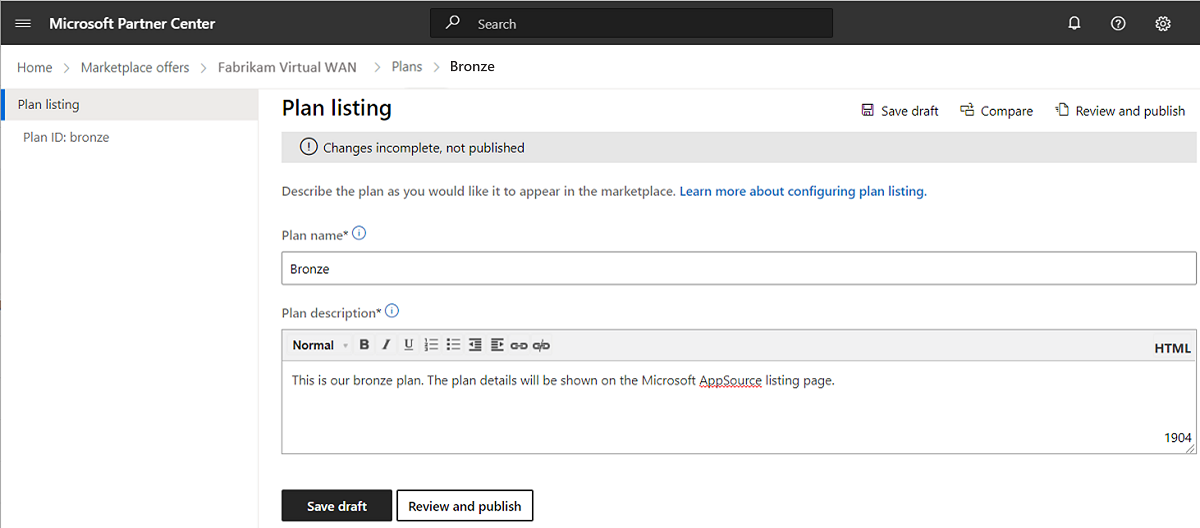 Microsoft Partner Center
Search
Home > Marketplace offers > Fabrikam Virtual WAN > Plans > Bronze
Plan listing
Plan ID: bronze
Plan listing
Save draft
Compare
Review and publish
Changes incomplete, not published
Describe the plan as you would like it to appear in the marketplace. Learn more about configuring plan listing.
Plan name*
Bronze
Plan description*
Normal B I U HTML
This is our bronze plan. The plan details will be shown on the Microsoft AppSource listing page.
1904
Save draft
Review and publish